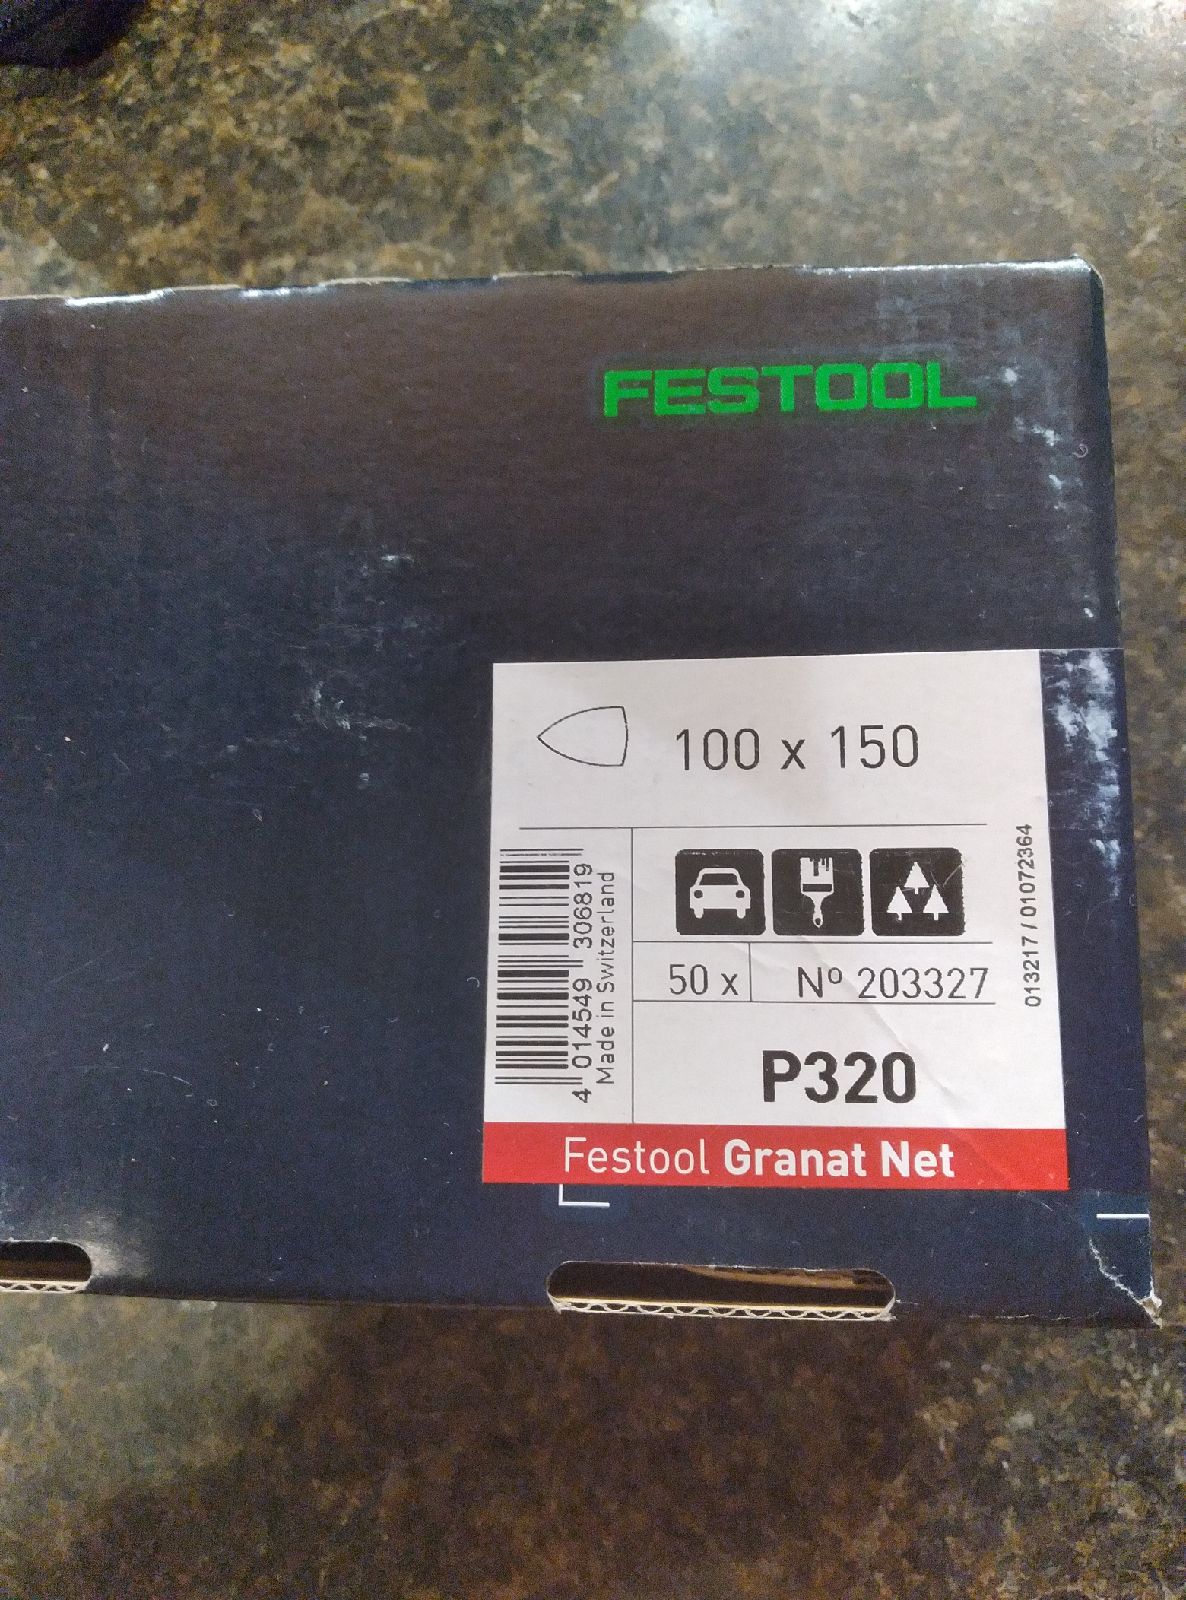 FESTOOL
100 x 150
4 014549 306819
Made in Switzerland
50 x
Nº 203327
013217 / 01072364
P320
Festool Granat Net